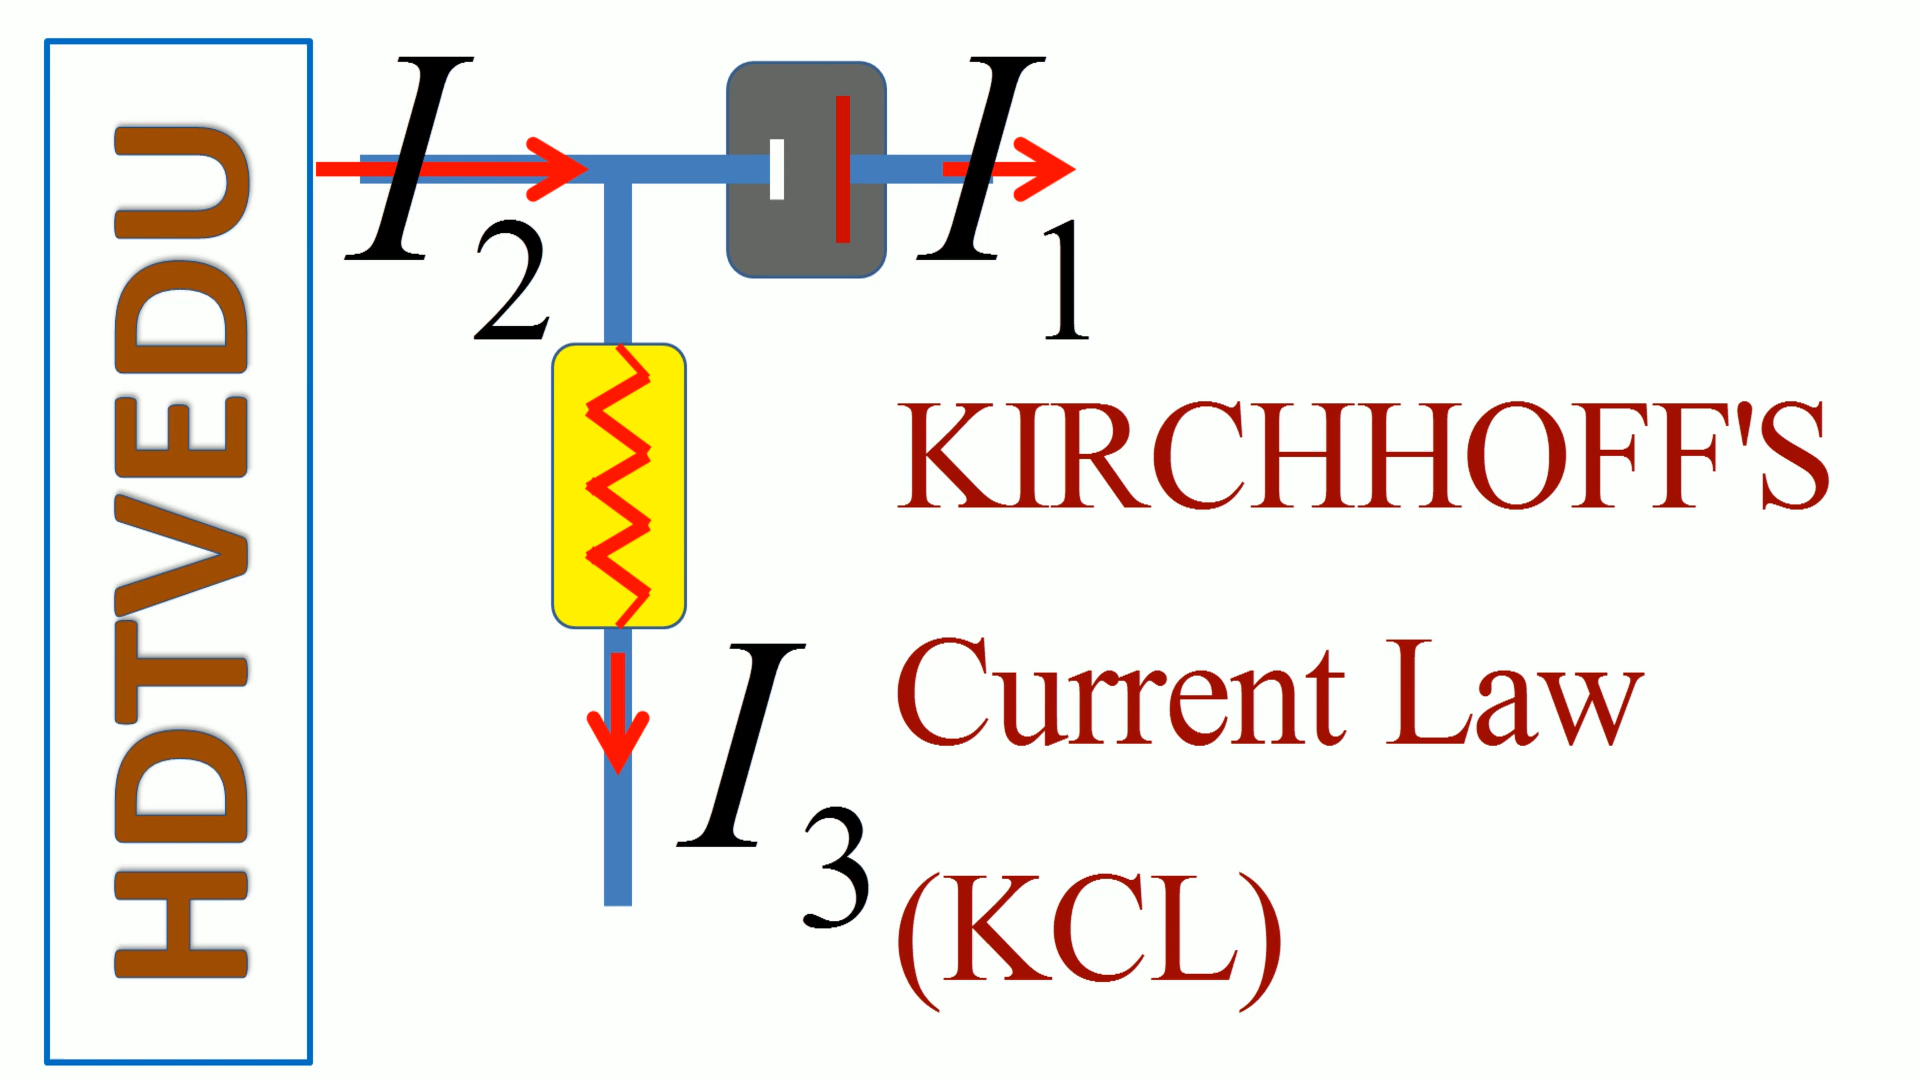 HDTVEDU
I2
I1
I3
KIRCHHOFF'S
Current Law
(KCL)